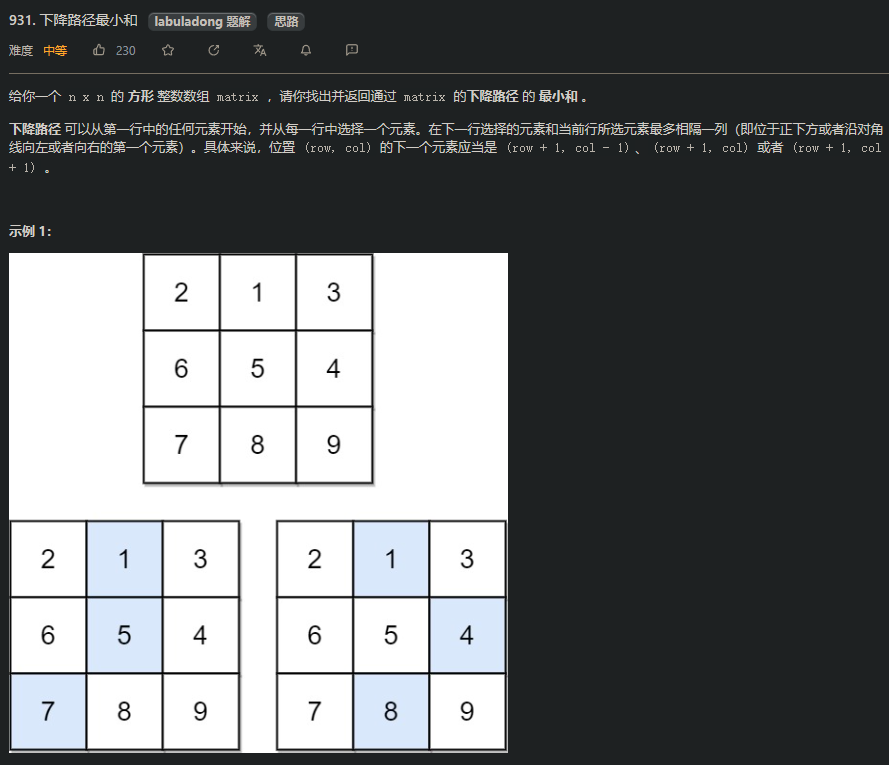 931. 下降路径最小和 labuladong 题解 思路
难度 中等 230
给你一个 n x n 的 方形 整数数组 matrix ，请你找出并返回通过 matrix 的下降路径 的 最小和 。
下降路径 可以从第一行中的任何元素开始，并从每一行中选择一个元素。在下一行选择的元素和当前行所选元素最多相隔一列（即位于正下方或者沿对角
线向左或者向右的第一个元素）。具体来说，位置 (row, col) 的下一个元素应当是 (row + 1, col - 1)、(row + 1, col) 或者 (row + 1, col
+ 1) 。
示例 1：
2 1 3
6 5 4
7 8 9
2 1 3 2 1 3
6 5 4 6 5 4
7 8 9 7 8 9